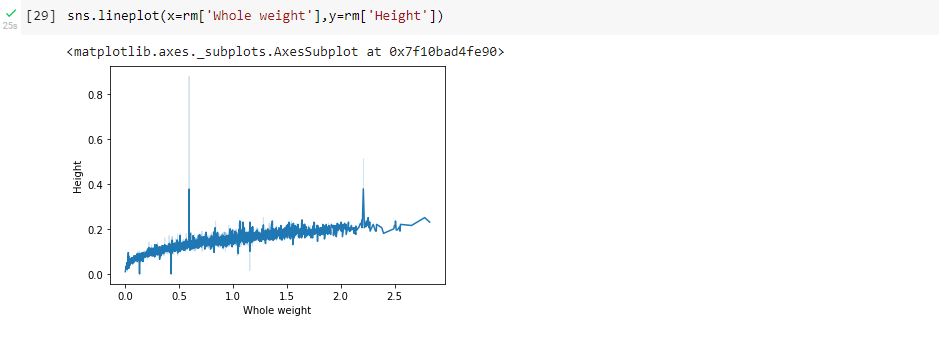 [29] sns.lineplot(x=rm['Whole weight'],y=rm['Height'])
25s
<matplotlib.axes._subplots.AxesSubplot at 0x7f10bad4fe90>
0.8
0.6
0.4
0.2
0.0
Height
0.0 0.5 1.0 1.5 2.0 2.5
Whole weight